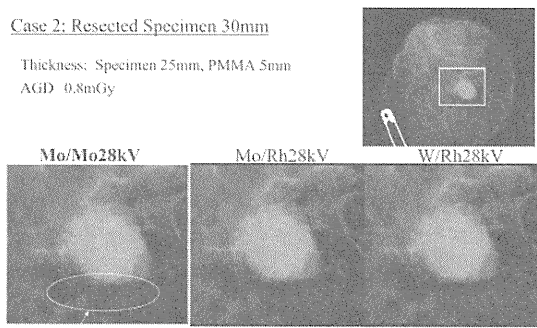 Case 2: Resected Specimen 30mm
Thickness: Specimen 25mm, PMMA 5mm
AGD 0.8mGy
Mo/Mo28kV
Mo/Rh28kV
W/Rh28kV